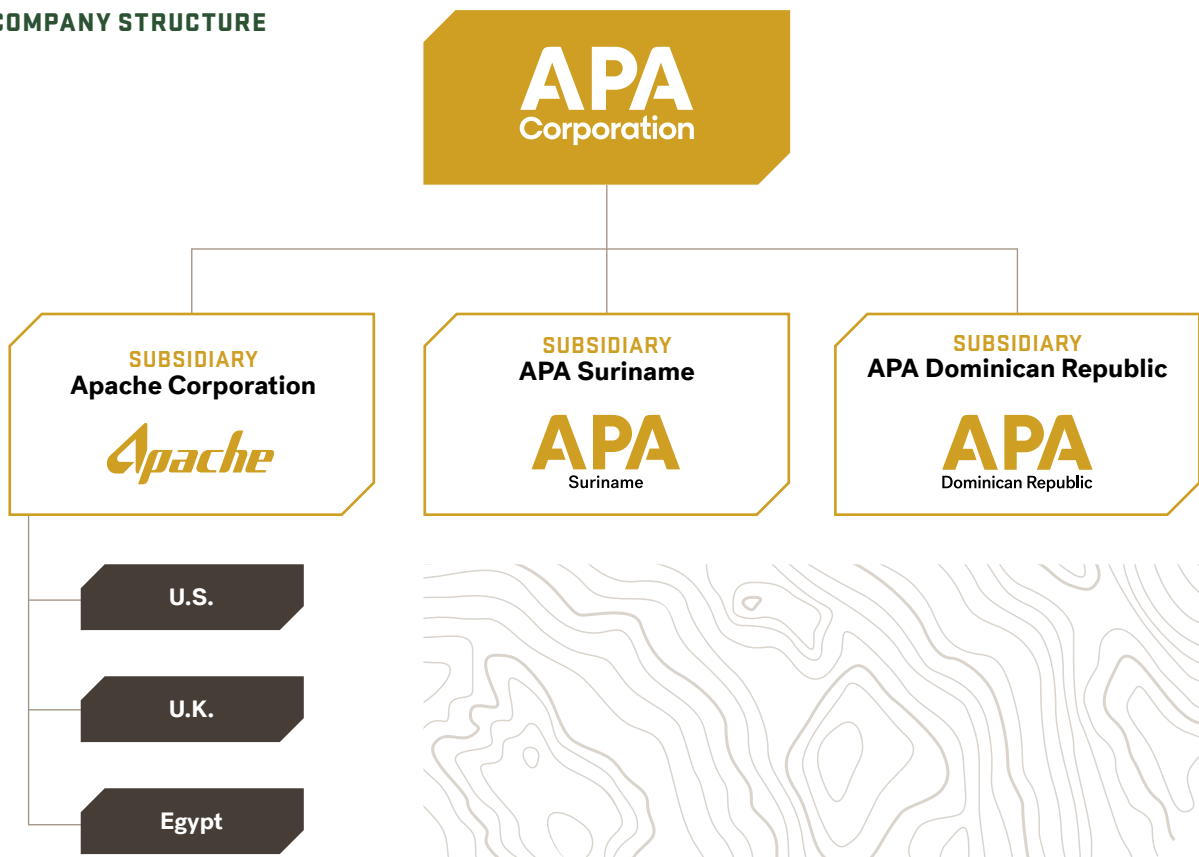 COMPANY STRUCTURE
APA
Corporation
SUBSIDIARY
Apache Corporation
Apache
SUBSIDIARY
APA Suriname
APA
Suriname
SUBSIDIARY
APA Dominican Republic
APA
Dominican Republic
U.S.
U.K.
Egypt